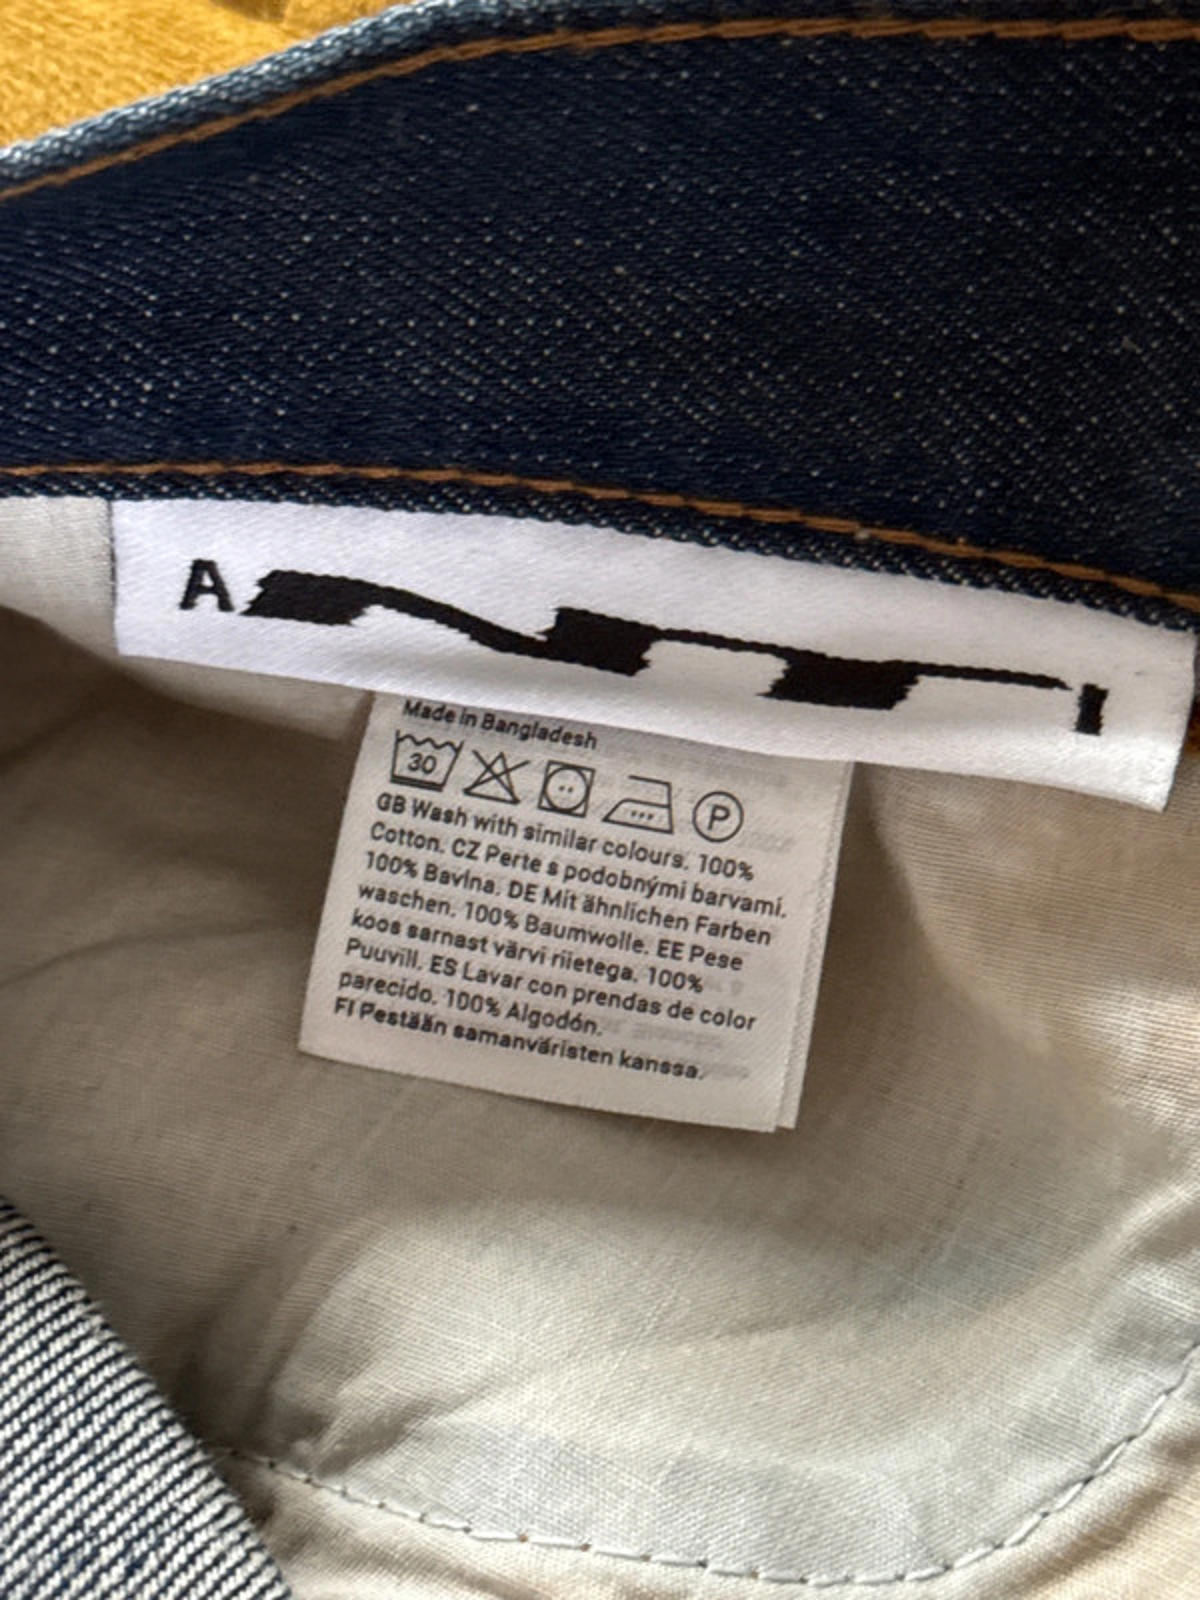 Made in Bangladesh
30 P
GB Wash with similar colours. 100%
Cotton. CZ Perte s podobnými barvami.
100% Bavlna. DE Mit ähnlichen Farben
waschen. 100% Baumwolle. EE Pese
koos sarnast värvi riietega. 100%
Puuvill. ES Lavar con prendas de color
parecido. 100% Algodón.
FI Pestään samanväristen kanssa.